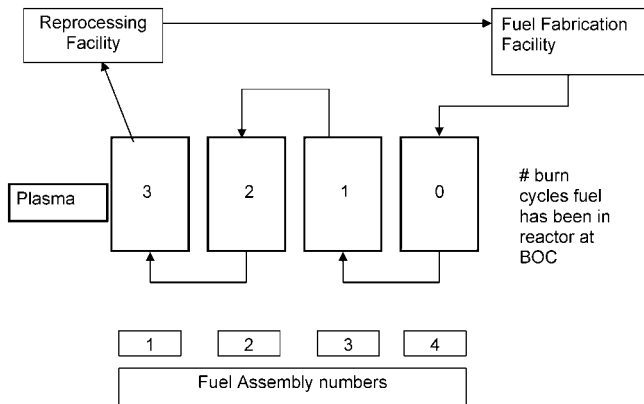 Reprocessing
Facility
Fuel Fabrication
Facility
Plasma
3
2
1
0
# burn
cycles fuel
has been in
reactor at
BOC
1
2
3
4
Fuel Assembly numbers